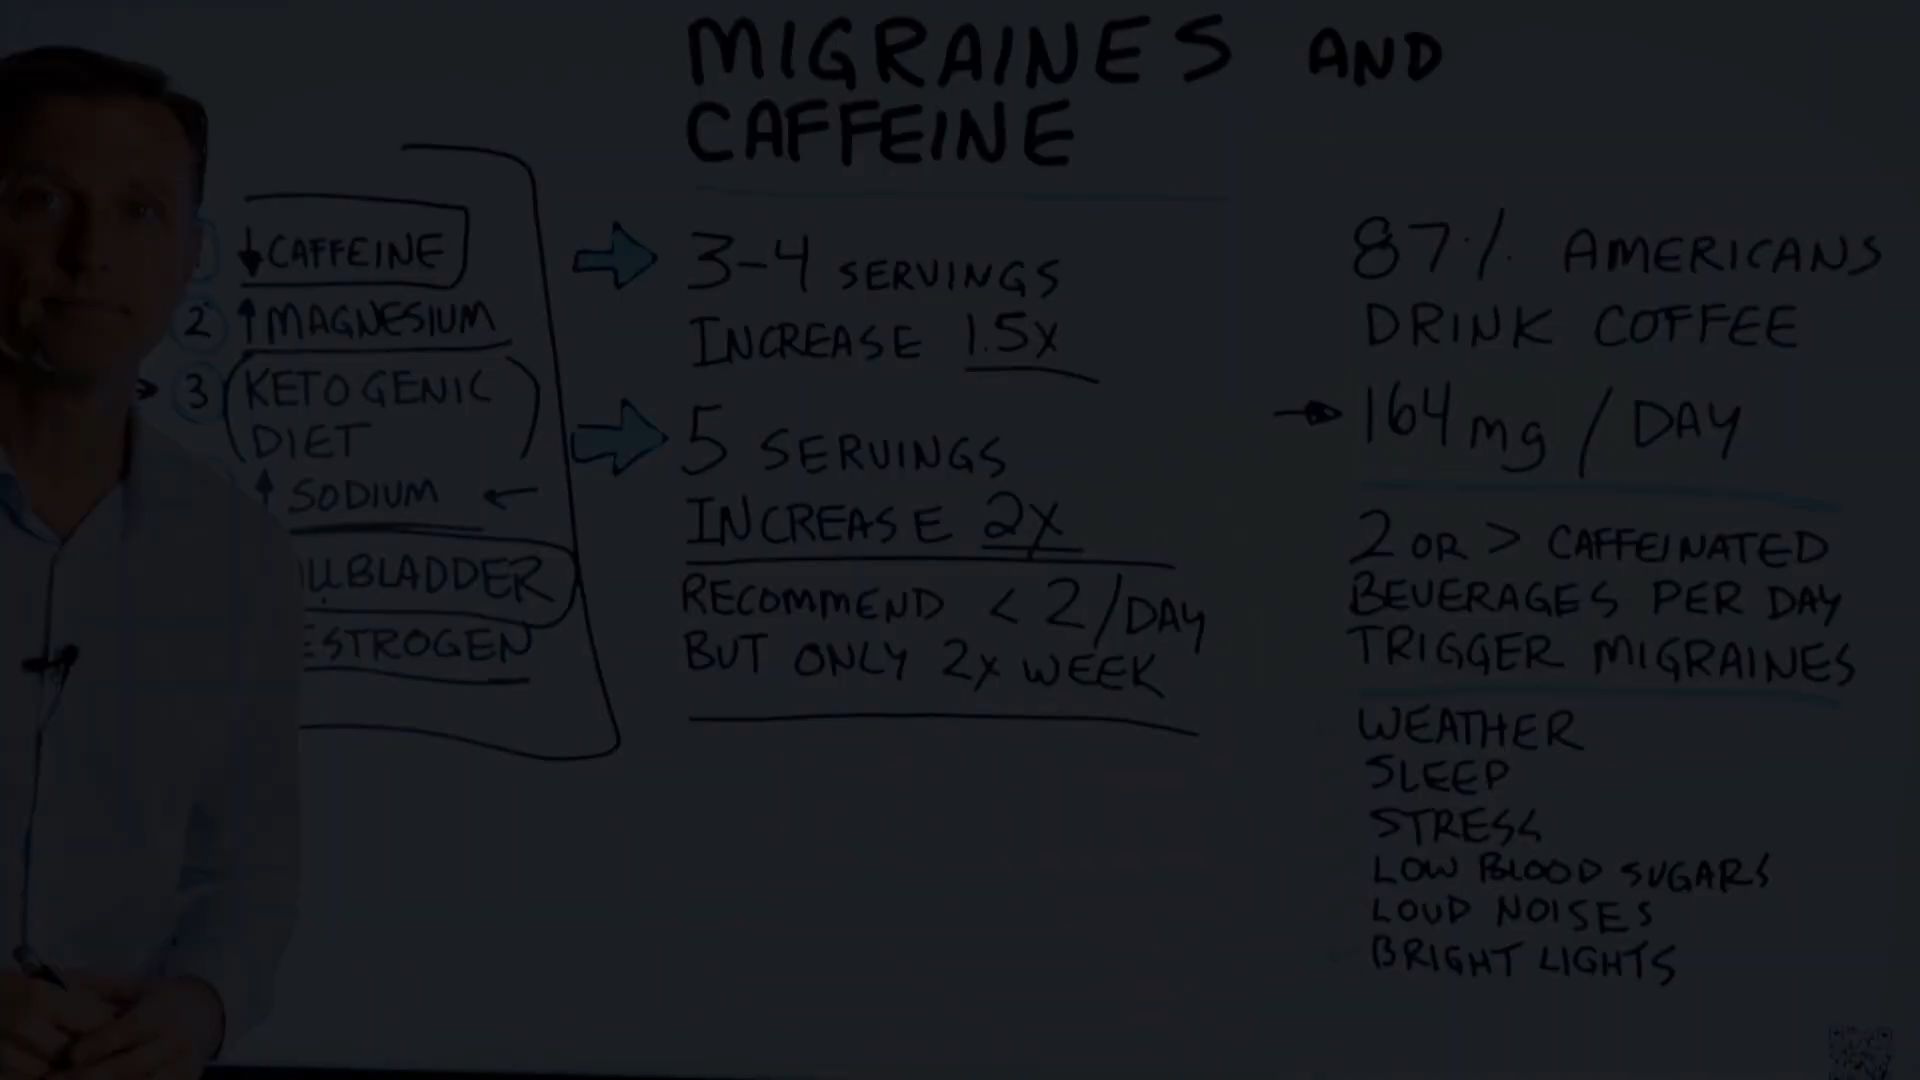 MIGRAINES AND
CAFFEINE
↓ CAFFEINE
2 ↑ MAGNESIUM
3 KETOGENIC
DIET
↑ SODIUM
ESTROGEN
3-4 SERVINGS
INCREASE 1.5X
5 SERVINGS
INCREASE 2X
RECOMMEND < 2/DAY
BUT ONLY 2X WEEK
87% AMERICANS
DRINK COFFEE
164 mg / DAY
2 OR > CAFFEINATED
BEVERAGES PER DAY
TRIGGER MIGRAINES
WEATHER
SLEEP
STRESS
LOW BLOOD SUGARS
LOUD NOISES
BRIGHT LIGHTS